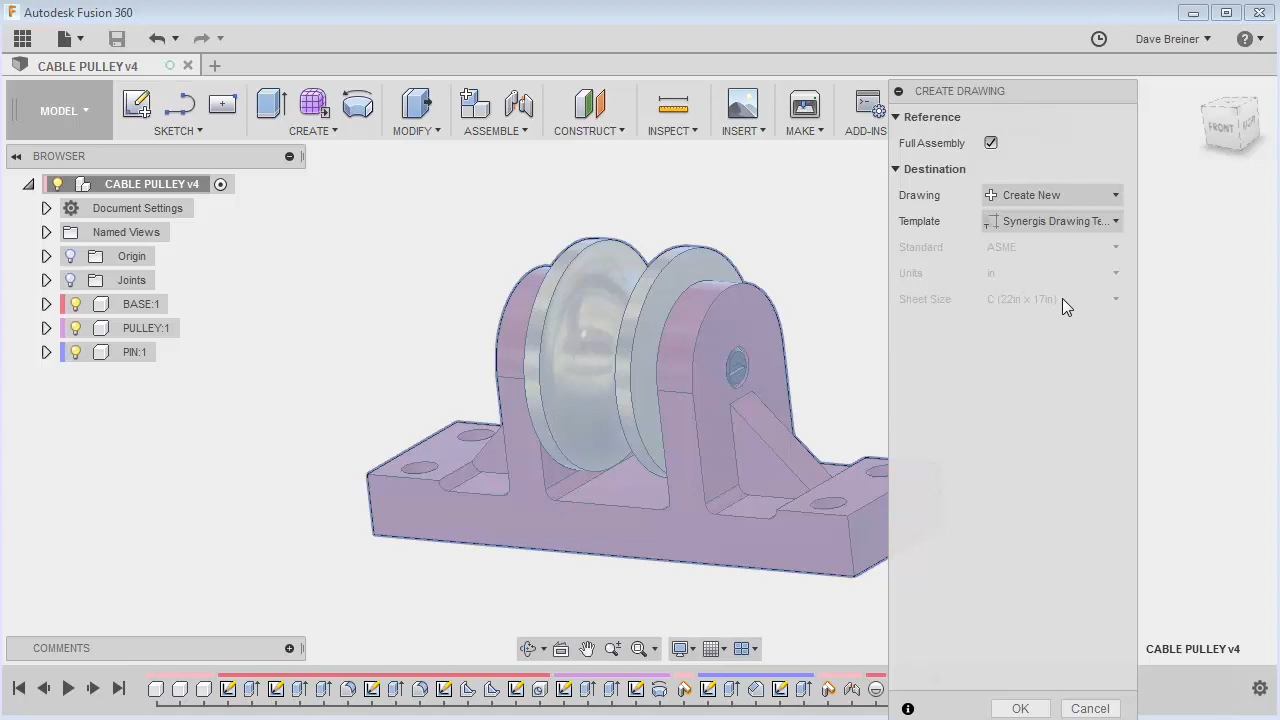 Autodesk Fusion 360
Dave Breiner
CABLE PULLEY v4
MODEL
SKETCH
CREATE
MODIFY
ASSEMBLE
CONSTRUCT
INSPECT
INSERT
MAKE
ADD-INS
BROWSER
CABLE PULLEY v4
Document Settings
Named Views
Origin
Joints
BASE:1
PULLEY:1
PIN:1
CREATE DRAWING
Reference
Full Assembly
Destination
Drawing Create New
Template Synergis Drawing Te...
Standard ASME
Units in
Sheet Size C (22in x 17in)
FRONT
COMMENTS
CABLE PULLEY v4
OK Cancel